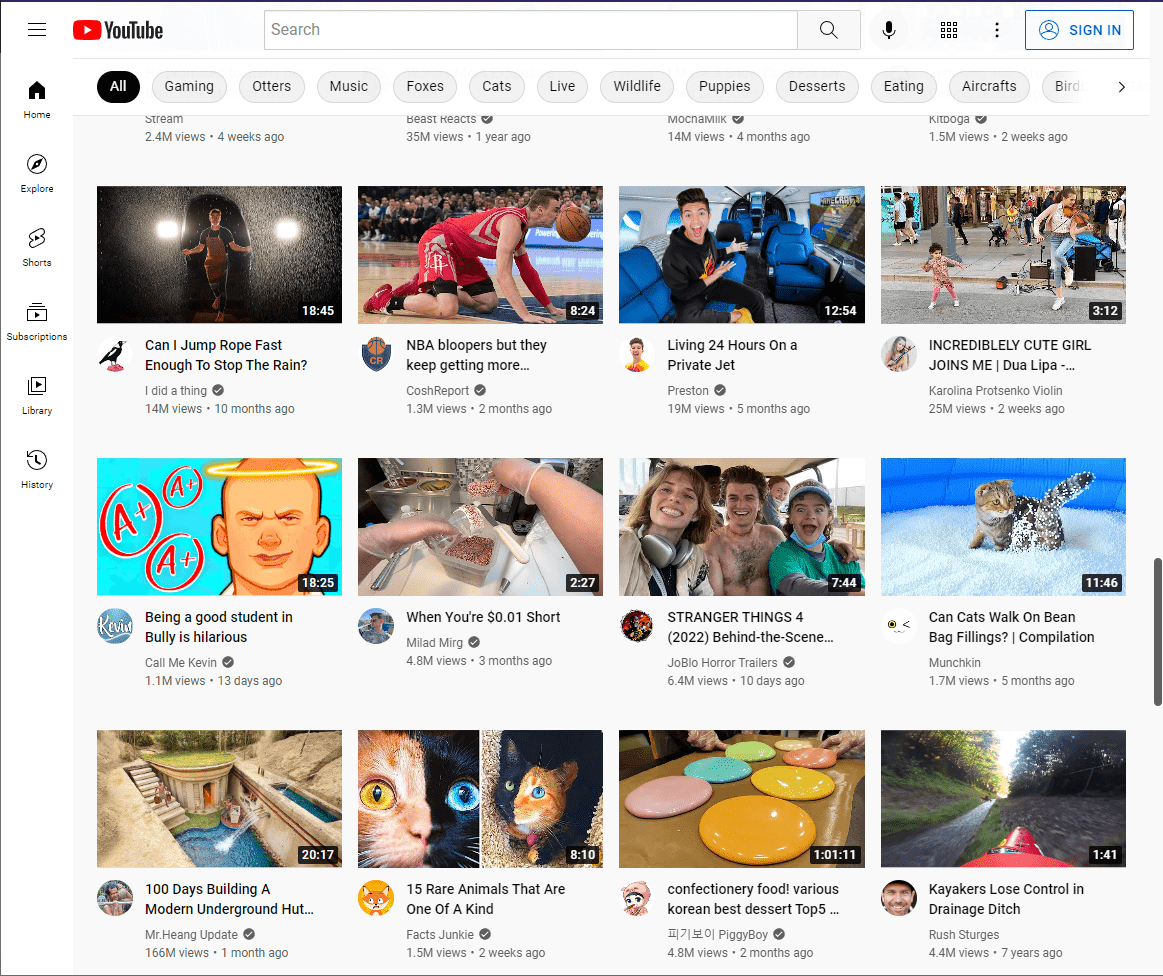 YouTube
Search
SIGN IN
All
Gaming
Otters
Music
Foxes
Cats
Live
Wildlife
Puppies
Desserts
Eating
Aircrafts
Home
Explore
Shorts
Subscriptions
Library
History
Stream
2.4M views • 4 weeks ago
Beast Reacts
35M views • 1 year ago
MochaMilk
14M views • 4 months ago
Kitboga
1.5M views • 2 weeks ago
18:45
Can I Jump Rope Fast
Enough To Stop The Rain?
I did a thing
14M views • 10 months ago
8:24
CR
NBA bloopers but they
keep getting more...
CoshReport
1.3M views • 2 months ago
MINECRAFT
12:54
Living 24 Hours On a
Private Jet
Preston
19M views • 5 months ago
3:12
INCREDIBLELY CUTE GIRL
JOINS ME | Dua Lipa -...
Karolina Protsenko Violin
25M views • 2 weeks ago
A+
A+
A+
18:25
Kevin
Being a good student in
Bully is hilarious
Call Me Kevin
1.1M views • 13 days ago
2:27
When You're $0.01 Short
Milad Mirg
4.8M views • 3 months ago
7:44
STRANGER THINGS 4
(2022) Behind-the-Scene...
JoBlo Horror Trailers
6.4M views • 10 days ago
11:46
Can Cats Walk On Bean
Bag Fillings? | Compilation
Munchkin
1.7M views • 5 months ago
20:17
100 Days Building A
Modern Underground Hut...
Mr.Heang Update
166M views • 1 month ago
8:10
15 Rare Animals That Are
One Of A Kind
Facts Junkie
1.5M views • 2 weeks ago
1:01:11
confectionery food! various
korean best dessert Top5 ...
피기보이 PiggyBoy
4.8M views • 2 months ago
1:41
Kayakers Lose Control in
Drainage Ditch
Rush Sturges
4.4M views • 7 years ago